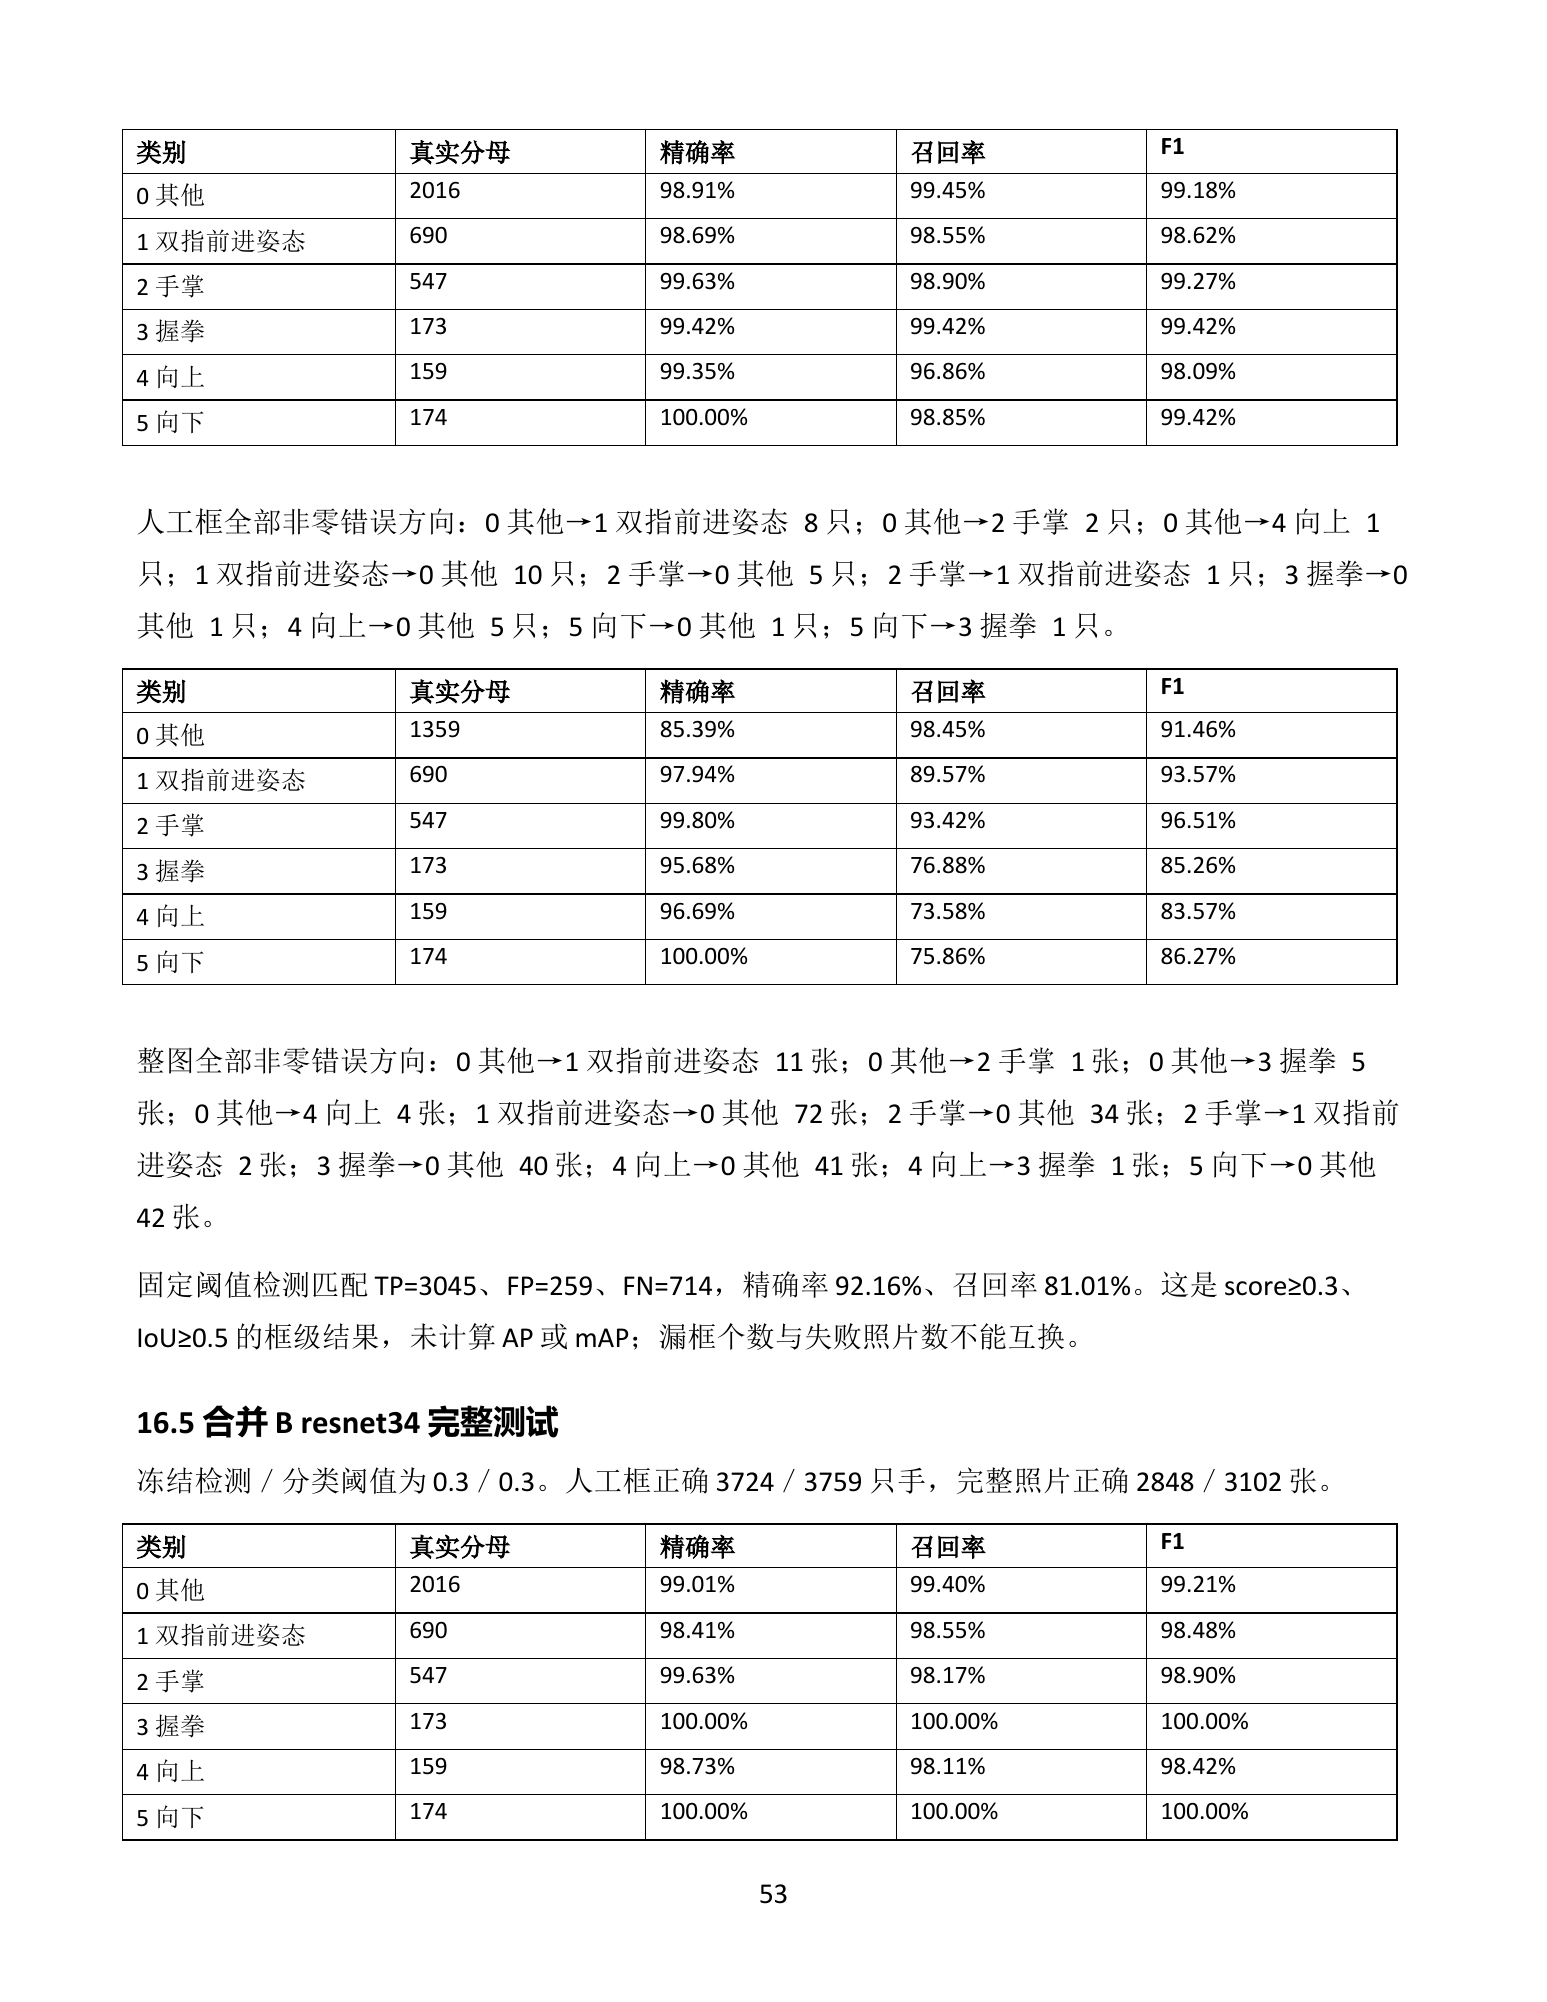 类别 真实分母 精确率 召回率 F1
0 其他 2016 98.91% 99.45% 99.18%
1 双指前进姿态 690 98.69% 98.55% 98.62%
2 手掌 547 99.63% 98.90% 99.27%
3 握拳 173 99.42% 99.42% 99.42%
4 向上 159 99.35% 96.86% 98.09%
5 向下 174 100.00% 98.85% 99.42%
人工框全部非零错误方向：0 其他→1 双指前进姿态 8 只；0 其他→2 手掌 2 只；0 其他→4 向上 1
只；1 双指前进姿态→0 其他 10 只；2 手掌→0 其他 5 只；2 手掌→1 双指前进姿态 1 只；3 握拳→0
其他 1 只；4 向上→0 其他 5 只；5 向下→0 其他 1 只；5 向下→3 握拳 1 只。
类别 真实分母 精确率 召回率 F1
0 其他 1359 85.39% 98.45% 91.46%
1 双指前进姿态 690 97.94% 89.57% 93.57%
2 手掌 547 99.80% 93.42% 96.51%
3 握拳 173 95.68% 76.88% 85.26%
4 向上 159 96.69% 73.58% 83.57%
5 向下 174 100.00% 75.86% 86.27%
整图全部非零错误方向：0 其他→1 双指前进姿态 11 张；0 其他→2 手掌 1 张；0 其他→3 握拳 5
张；0 其他→4 向上 4 张；1 双指前进姿态→0 其他 72 张；2 手掌→0 其他 34 张；2 手掌→1 双指前
进姿态 2 张；3 握拳→0 其他 40 张；4 向上→0 其他 41 张；4 向上→3 握拳 1 张；5 向下→0 其他
42 张。
固定阈值检测匹配 TP=3045、FP=259、FN=714，精确率 92.16%、召回率 81.01%。这是 score≥0.3、
IoU≥0.5 的框级结果，未计算 AP 或 mAP；漏框个数与失败照片数不能互换。
16.5 合并 B resnet34 完整测试
冻结检测／分类阈值为 0.3／0.3。人工框正确 3724／3759 只手，完整照片正确 2848／3102 张。
类别 真实分母 精确率 召回率 F1
0 其他 2016 99.01% 99.40% 99.21%
1 双指前进姿态 690 98.41% 98.55% 98.48%
2 手掌 547 99.63% 98.17% 98.90%
3 握拳 173 100.00% 100.00% 100.00%
4 向上 159 98.73% 98.11% 98.42%
5 向下 174 100.00% 100.00% 100.00%
53